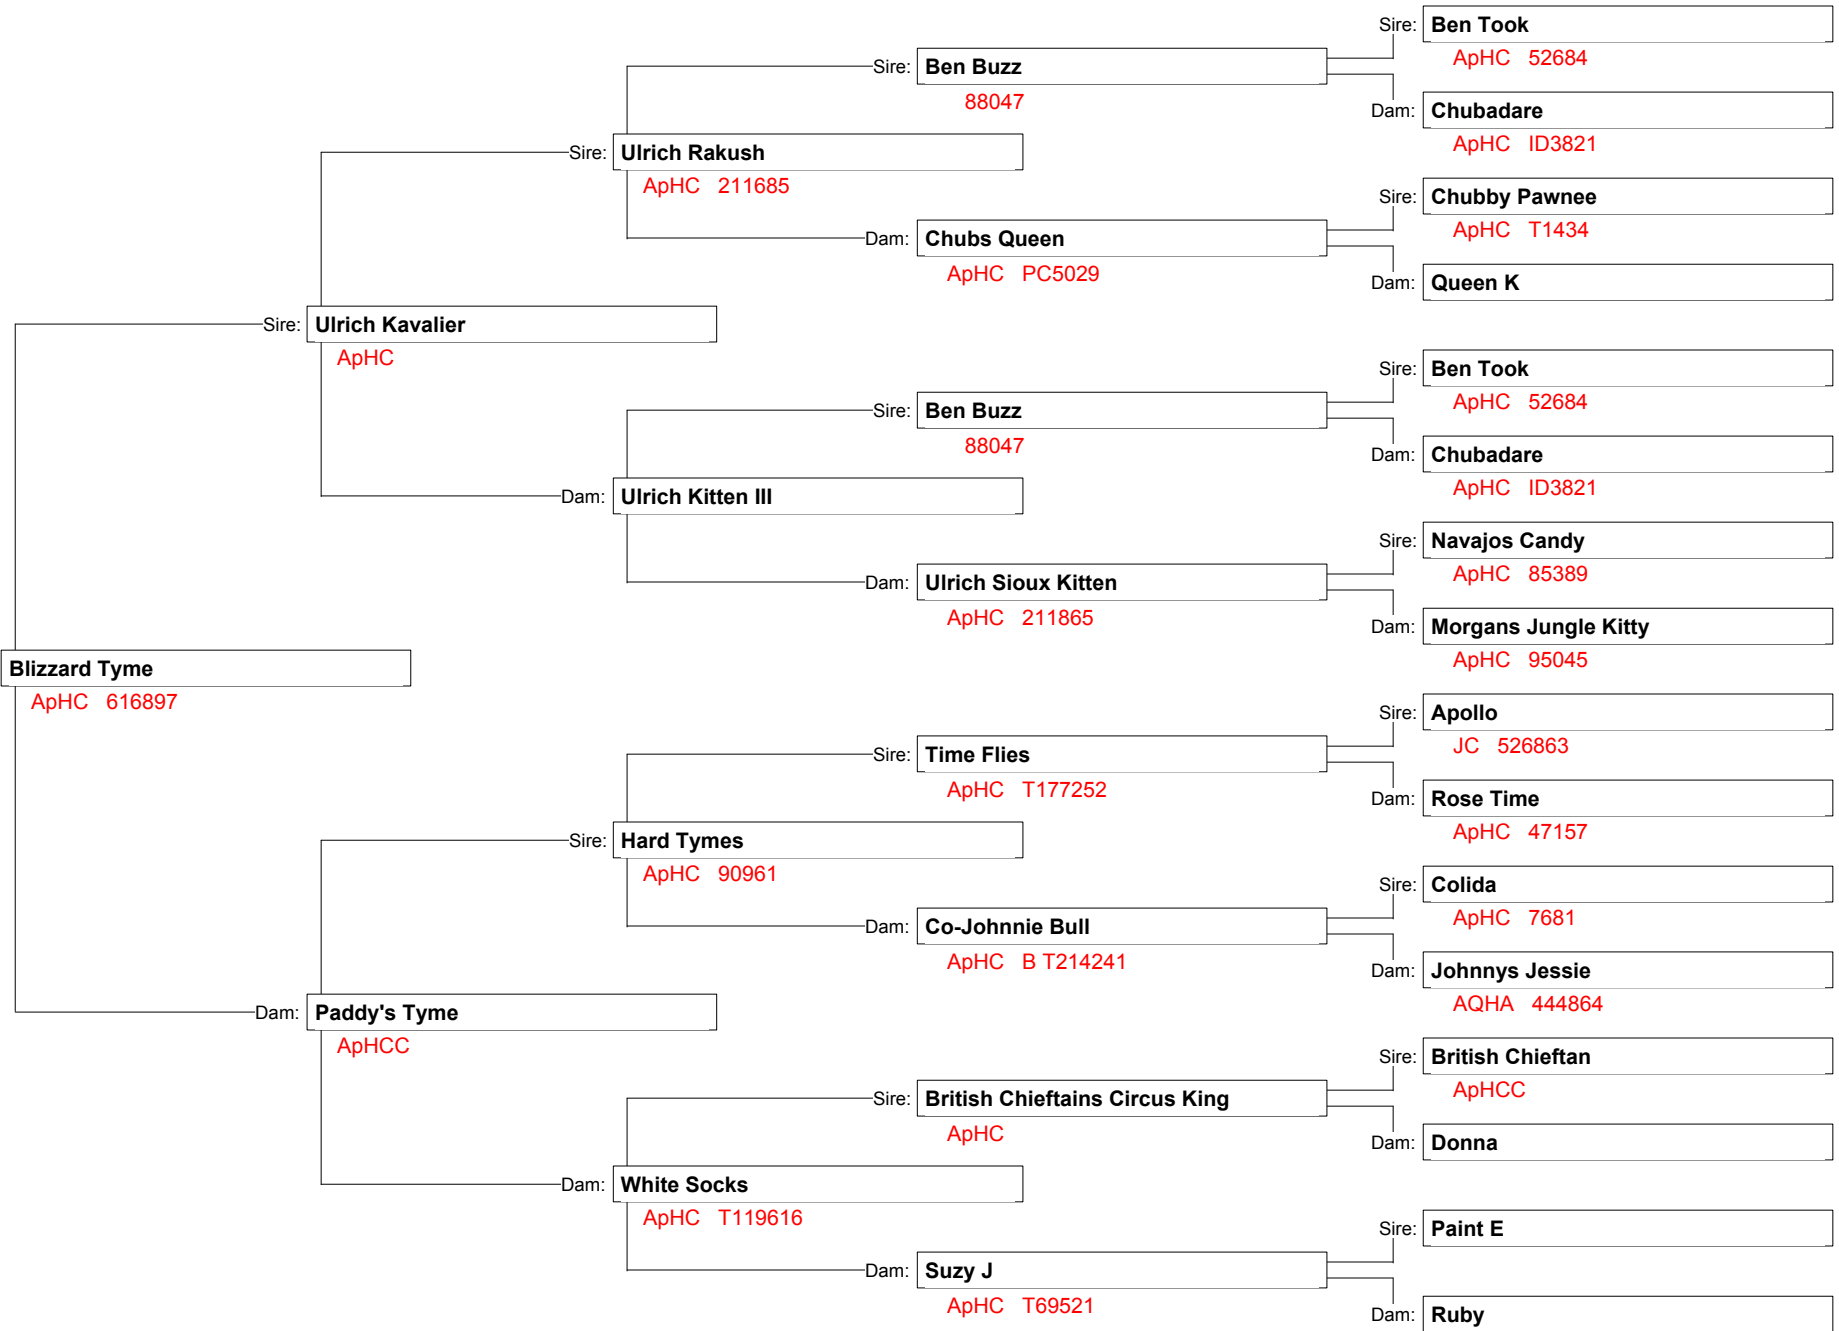 Sire: Ben Took
ApHC 52684
Sire: Ben Buzz
88047
Dam: Chubadare
ApHC ID3821
Sire: Ulrich Rakush
ApHC 211685
Sire: Chubby Pawnee
ApHC T1434
Dam: Chubs Queen
ApHC PC5029
Dam: Queen K
Sire: Ulrich Kavalier
ApHC
Sire: Ben Took
ApHC 52684
Sire: Ben Buzz
88047
Dam: Chubadare
ApHC ID3821
Dam: Ulrich Kitten III
Sire: Navajos Candy
ApHC 85389
Dam: Ulrich Sioux Kitten
ApHC 211865
Dam: Morgans Jungle Kitty
ApHC 95045
Blizzard Tyme
ApHC 616897
Sire: Apollo
JC 526863
Sire: Time Flies
ApHC T177252
Dam: Rose Time
ApHC 47157
Sire: Hard Tymes
ApHC 90961
Sire: Colida
ApHC 7681
Dam: Co-Johnnie Bull
ApHC B T214241
Dam: Johnnys Jessie
AQHA 444864
Dam: Paddy's Tyme
ApHCC
Sire: British Chieftan
ApHCC
Sire: British Chieftains Circus King
ApHC
Dam: Donna
Dam: White Socks
ApHC T119616
Sire: Paint E
Dam: Suzy J
ApHC T69521
Dam: Ruby